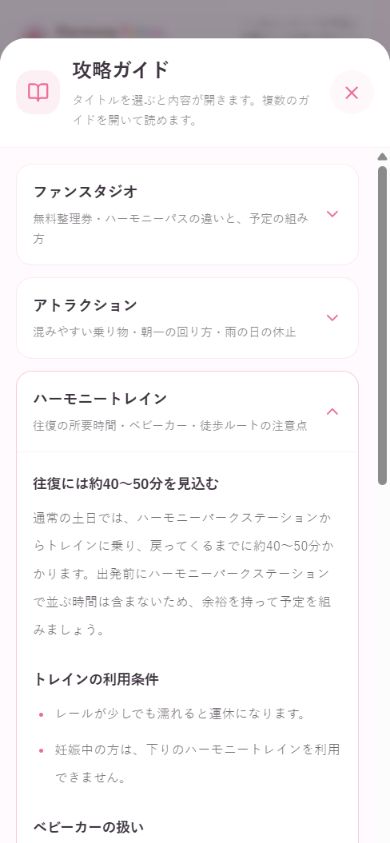 攻略ガイド
タイトルを選ぶと内容が開きます。複数のガ
イドを開いて読めます。
ファンスタジオ
無料整理券・ハーモニーパスの違いと、予定の組み
方
アトラクション
混みやすい乗り物・朝一の回り方・雨の日の休止
ハーモニートレイン
往復の所要時間・ベビーカー・徒歩ルートの注意点
往復には約40〜50分を見込む
通常の土日では、ハーモニーパークステーションか
らトレインに乗り、戻ってくるまでに約40〜50分か
かります。出発前にハーモニーパークステーション
で並ぶ時間は含まないため、余裕を持って予定を組
みましょう。
トレインの利用条件
レールが少しでも濡れると運休になります。
妊娠中の方は、下りのハーモニートレインを利用
できません。
ベビーカーの扱い